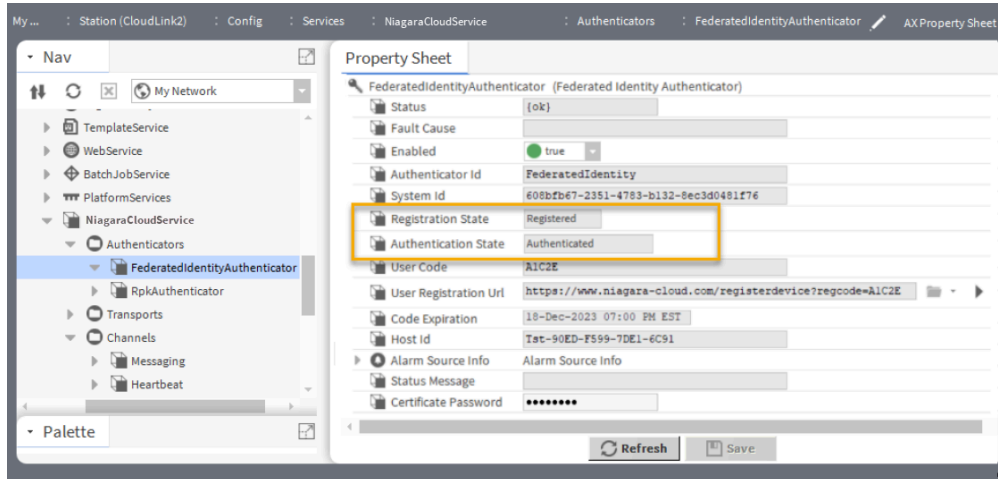 My ... : Station (CloudLink2) : Config : Services : NiagaraCloudService : Authenticators : FederatedIdentityAuthenticator AX Property Sheet
Nav
My Network
TemplateService
WebService
BatchJobService
PlatformServices
NiagaraCloudService
Authenticators
FederatedIdentityAuthenticator
RpkAuthenticator
Transports
Channels
Messaging
Heartbeat
Palette
Property Sheet
FederatedIdentityAuthenticator (Federated Identity Authenticator)
Status {ok}
Fault Cause
Enabled true
Authenticator Id FederatedIdentity
System Id 608bfb67-2351-4783-b132-8ec3d0481f76
Registration State Registered
Authentication State Authenticated
User Code A1C2E
User Registration Url https://www.niagara-cloud.com/registerdevice?regcode=A1C2E
Code Expiration 18-Dec-2023 07:00 PM EST
Host Id Tst-90ED-F599-7DE1-6C91
Alarm Source Info Alarm Source Info
Status Message
Certificate Password ••••••••
Refresh Save